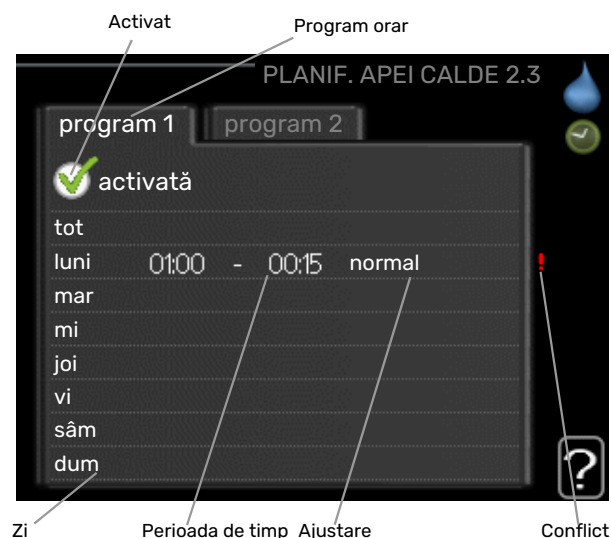 Activat
Program orar
PLANIF. APEI CALDE 2.3
program 1 program 2
activată
tot
luni 01:00 - 00:15 normal !
mar
mi
joi
vi
sâm
dum
?
Zi Perioada de timp Ajustare Conflict